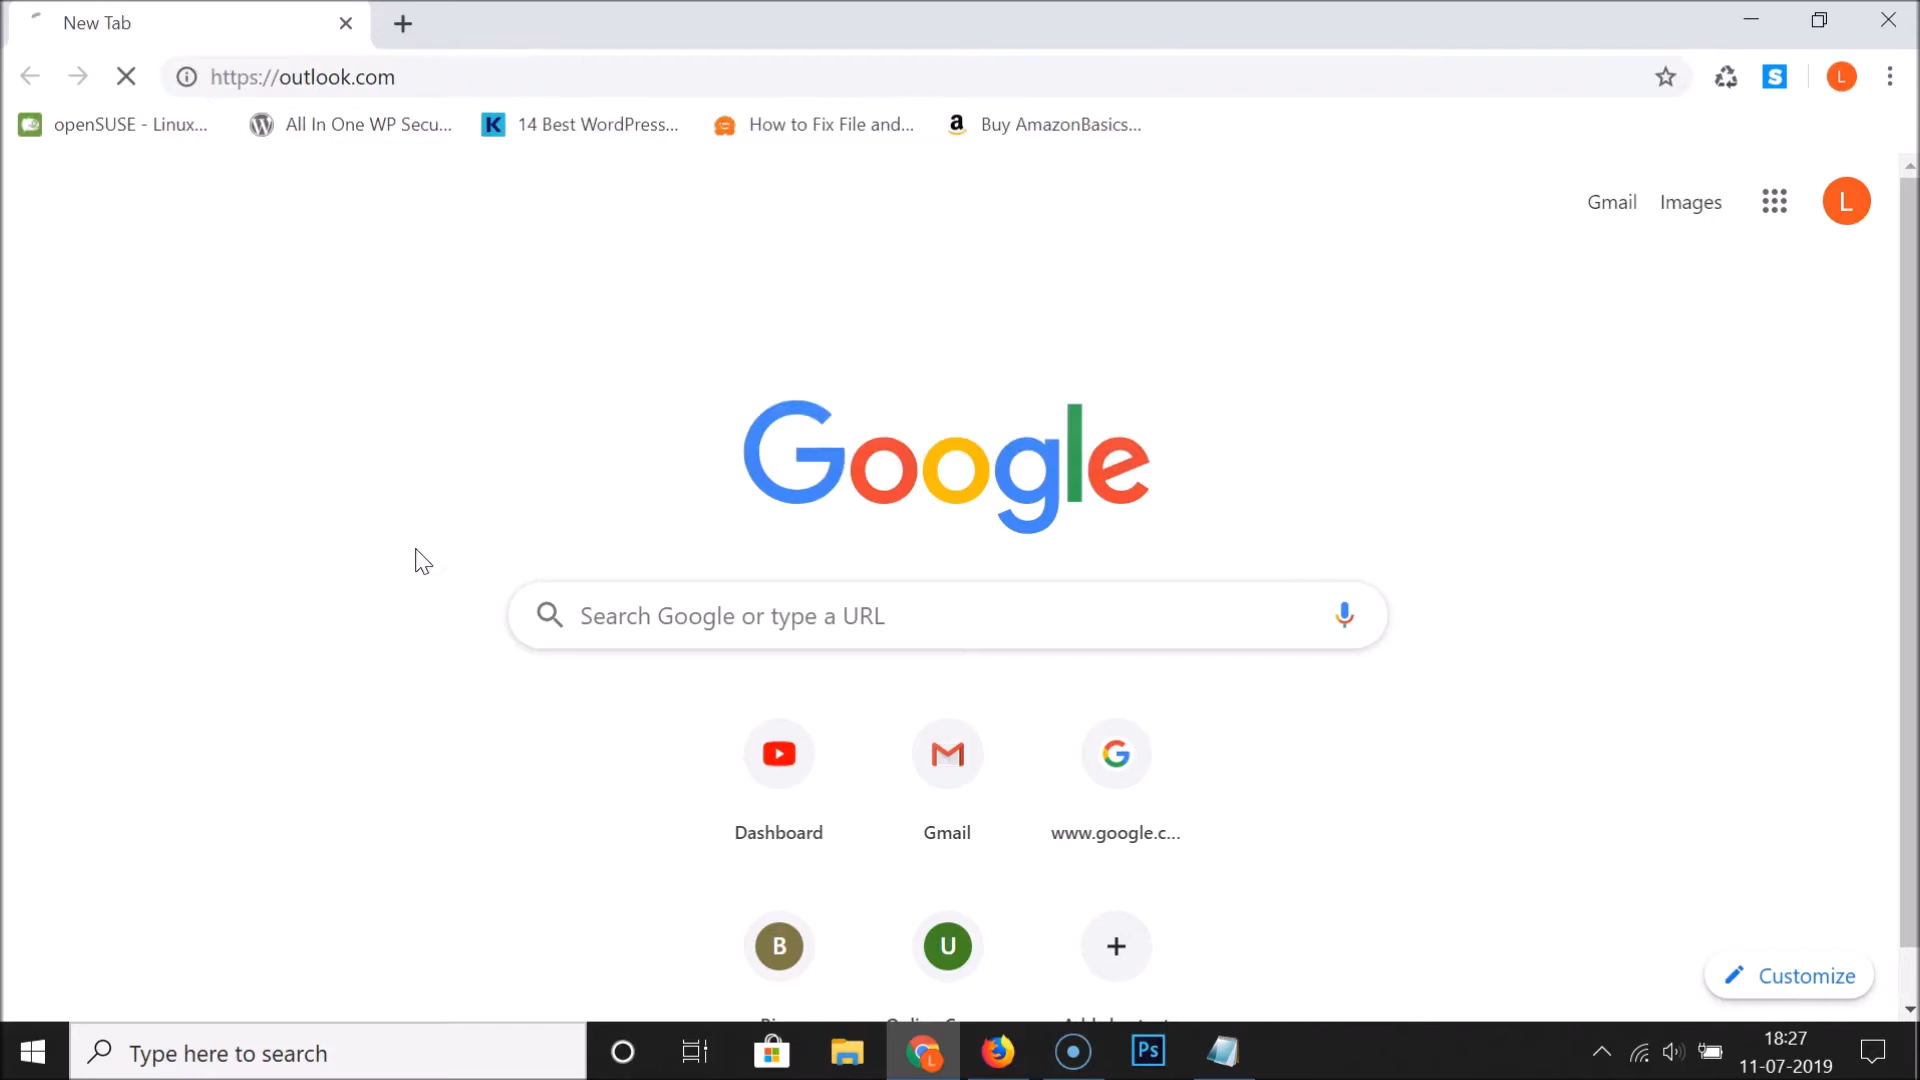 New Tab
https://outlook.com
openSUSE - Linux...
All In One WP Secu...
K
14 Best WordPress...
How to Fix File and...
a
Buy AmazonBasics...
S
L
Gmail
Images
L
Google
Search Google or type a URL
Dashboard
Gmail
www.google.c...
B
U
Customize
Type here to search
L
Ps
18:27
11-07-2019